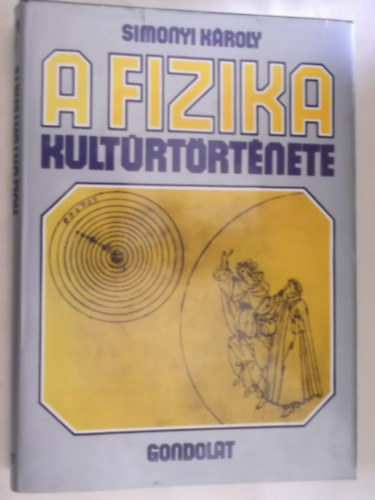 SIMONYI KÁROLY
A FIZIKA
KULTÚRTÖRTÉNETE
GONDOLAT